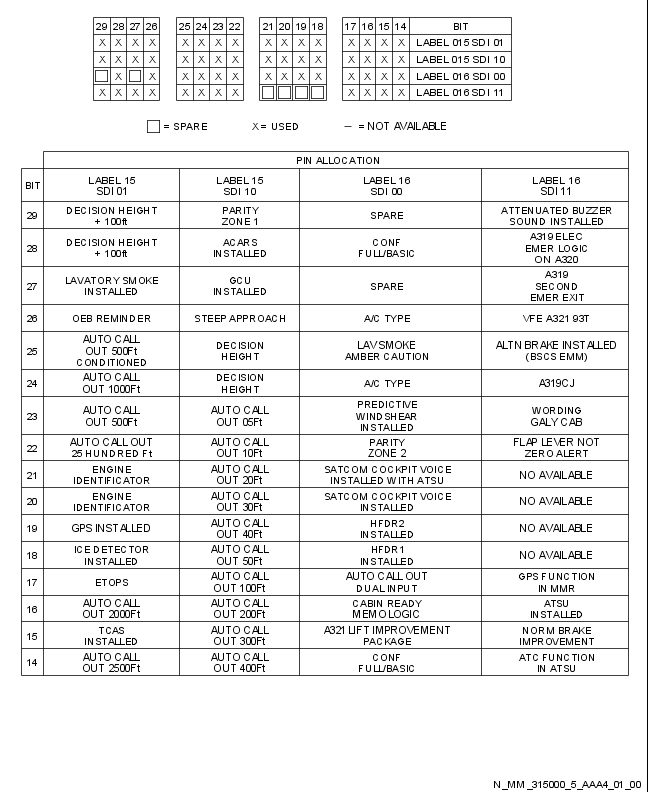 29 28 27 26 25 24 23 22 21 20 19 18 17 16 15 14 BIT
X X X X X X X X X X X X X X X X LABEL 015 SDI 01
X X X X X X X X X X X X X X X X LABEL 015 SDI 10
X X X X X X X X X X X X X X LABEL 016 SDI 00
X X X X X X X X X X X X LABEL 016 SDI 11
= SPARE X = USED – = NOT AVAILABLE
PIN ALLOCATION
BIT
LABEL 15
SDI 01
LABEL 15
SDI 10
LABEL 16
SDI 00
LABEL 16
SDI 11
29
DECISION HEIGHT
+ 100ft
PARITY
ZONE 1
SPARE
ATTENUATED BUZZER
SOUND INSTALLED
28
DECISION HEIGHT
+ 100ft
ACARS
INSTALLED
CONF
FULL/BASIC
A319 ELEC
EMER LOGIC
ON A320
27
LAVATORY SMOKE
INSTALLED
GCU
INSTALLED
SPARE
A319
SECOND
EMER EXIT
26
OEB REMINDER
STEEP APPROACH
A/C TYPE
VFE A321 93T
25
AUTO CALL
OUT 500Ft
CONDITIONED
DECISION
HEIGHT
LAV SMOKE
AMBER CAUTION
ALTN BRAKE INSTALLED
(BSCS EMM)
24
AUTO CALL
OUT 1000Ft
DECISION
HEIGHT
A/C TYPE
A319CJ
23
AUTO CALL
OUT 500Ft
AUTO CALL
OUT 05Ft
PREDICTIVE
WINDSHEAR
INSTALLED
WORDING
GALY CAB
22
AUTO CALL OUT
25 HUNDRED Ft
AUTO CALL
OUT 10Ft
PARITY
ZONE 2
FLAP LEVER NOT
ZERO ALERT
21
ENGINE
IDENTIFICATOR
AUTO CALL
OUT 20Ft
SATCOM COCKPIT VOICE
INSTALLED WITH ATSU
NO AVAILABLE
20
ENGINE
IDENTIFICATOR
AUTO CALL
OUT 30Ft
SATCOM COCKPIT VOICE
INSTALLED
NO AVAILABLE
19
GPS INSTALLED
AUTO CALL
OUT 40Ft
HFDR2
INSTALLED
NO AVAILABLE
18
ICE DETECTOR
INSTALLED
AUTO CALL
OUT 50Ft
HFDR1
INSTALLED
NO AVAILABLE
17
ETOPS
AUTO CALL
OUT 100Ft
AUTO CALL OUT
DUAL INPUT
GPS FUNCTION
IN MMR
16
AUTO CALL
OUT 2000Ft
AUTO CALL
OUT 200Ft
CABIN READY
MEMO LOGIC
ATSU
INSTALLED
15
TCAS
INSTALLED
AUTO CALL
OUT 300Ft
A321 LIFT IMPROVEMENT
PACKAGE
NORM BRAKE
IMPROVEMENT
14
AUTO CALL
OUT 2500Ft
AUTO CALL
OUT 400Ft
CONF
FULL/BASIC
ATC FUNCTION
IN ATSU
N_MM_315000_5_AAA4_01_00